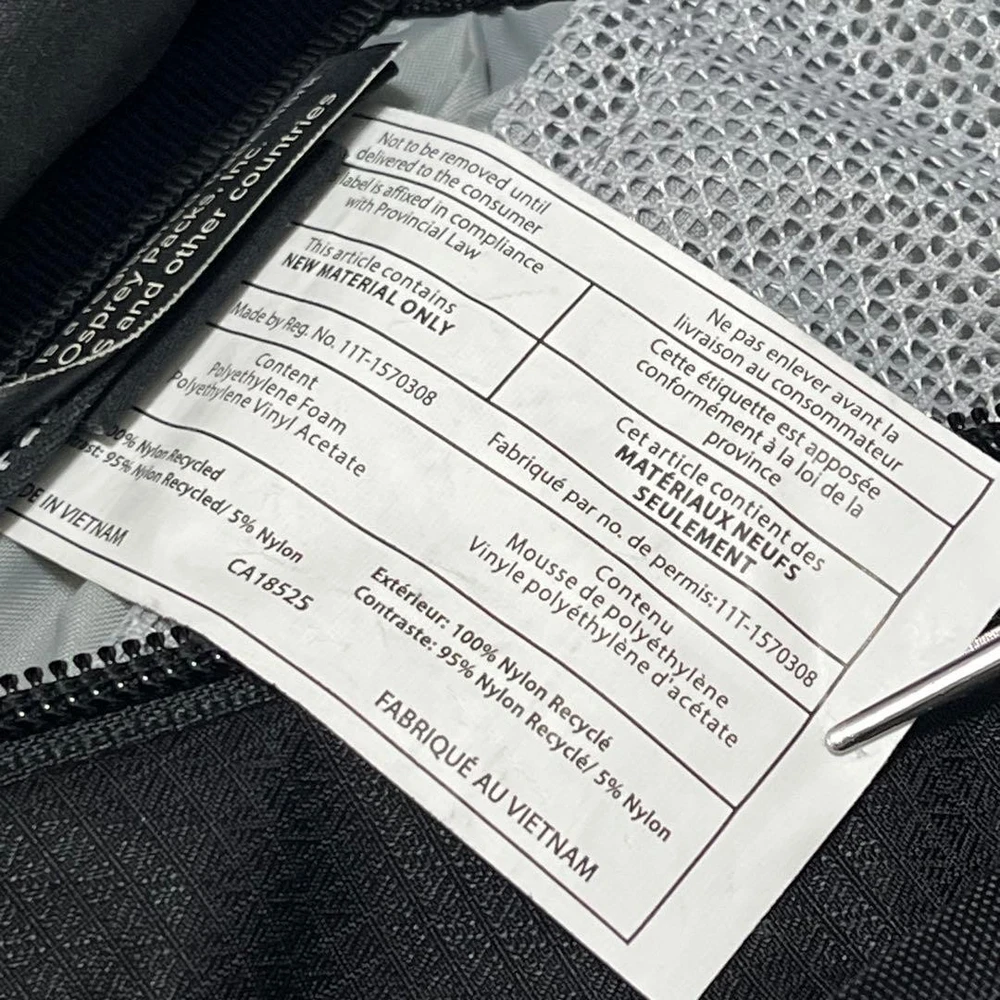 Osprey Packs, Inc.
S and other countries
Not to be removed until
delivered to the consumer
label is affixed in compliance
with Provincial Law
This article contains
NEW MATERIAL ONLY
Made by Reg. No. 11T-1570308
Content
Polyethylene Foam
Polyethylene Vinyl Acetate
00% Nylon Recycled
rast: 95% Nylon Recycled/ 5% Nylon
DE IN VIETNAM
CA18525
Ne pas enlever avant la
livraison au consommateur
Cette étiquette est apposée
conformément à la loi de la
province
Cet article contient des
MATÉRIAUX NEUFS
SEULEMENT
Fabriqué par no. de permis:11T-1570308
Contenu
Mousse de polyéthylène
Vinyle polyéthylène d'acétate
Extérieur: 100% Nylon Recyclé
Contraste: 95% Nylon Recyclé/ 5% Nylon
FABRIQUÉ AU VIETNAM